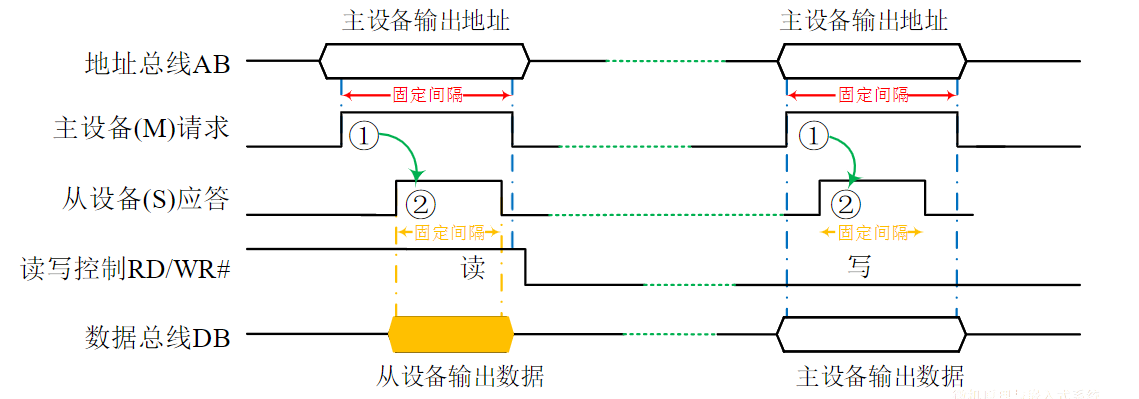 主设备输出地址 主设备输出地址
地址总线AB
固定间隔 固定间隔
主设备(M)请求 ① ①
从设备(S)应答 ② ②
固定间隔 固定间隔
读写控制RD/WR# 读 写
数据总线DB
从设备输出数据 主设备输出数据